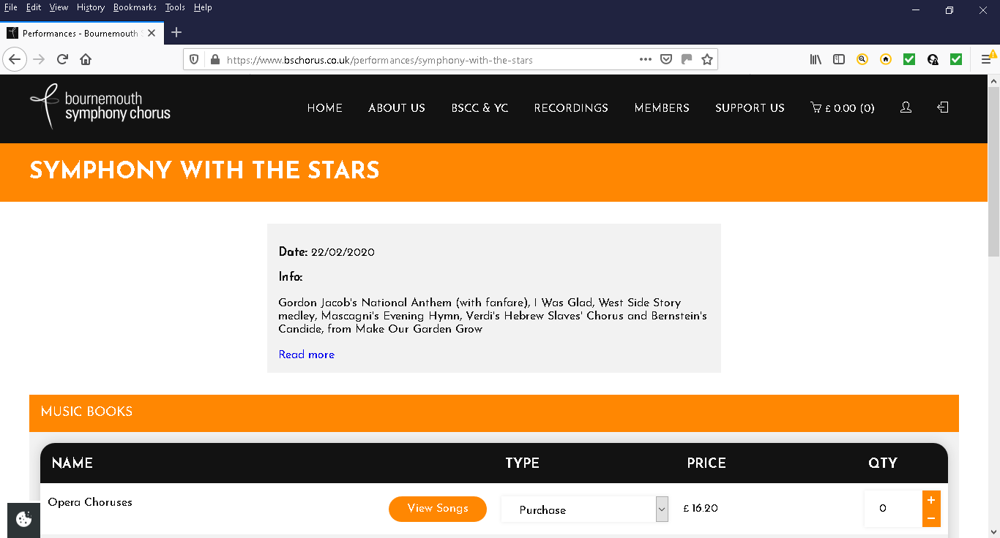 File Edit View History Bookmarks Tools Help
Performances - Bournemouth
https://www.bschorus.co.uk/performances/symphony-with-the-stars
bournemouth
symphony chorus
HOME ABOUT US BSCC & YC RECORDINGS MEMBERS SUPPORT US £ 0.00 (0)
SYMPHONY WITH THE STARS
Date: 22/02/2020
Info:
Gordon Jacob's National Anthem (with fanfare), I Was Glad, West Side Story
medley, Mascagni's Evening Hymn, Verdi's Hebrew Slaves' Chorus and Bernstein's
Candide, from Make Our Garden Grow
Read more
MUSIC BOOKS
NAME TYPE PRICE QTY
Opera Choruses View Songs Purchase £ 16.20 0 + −